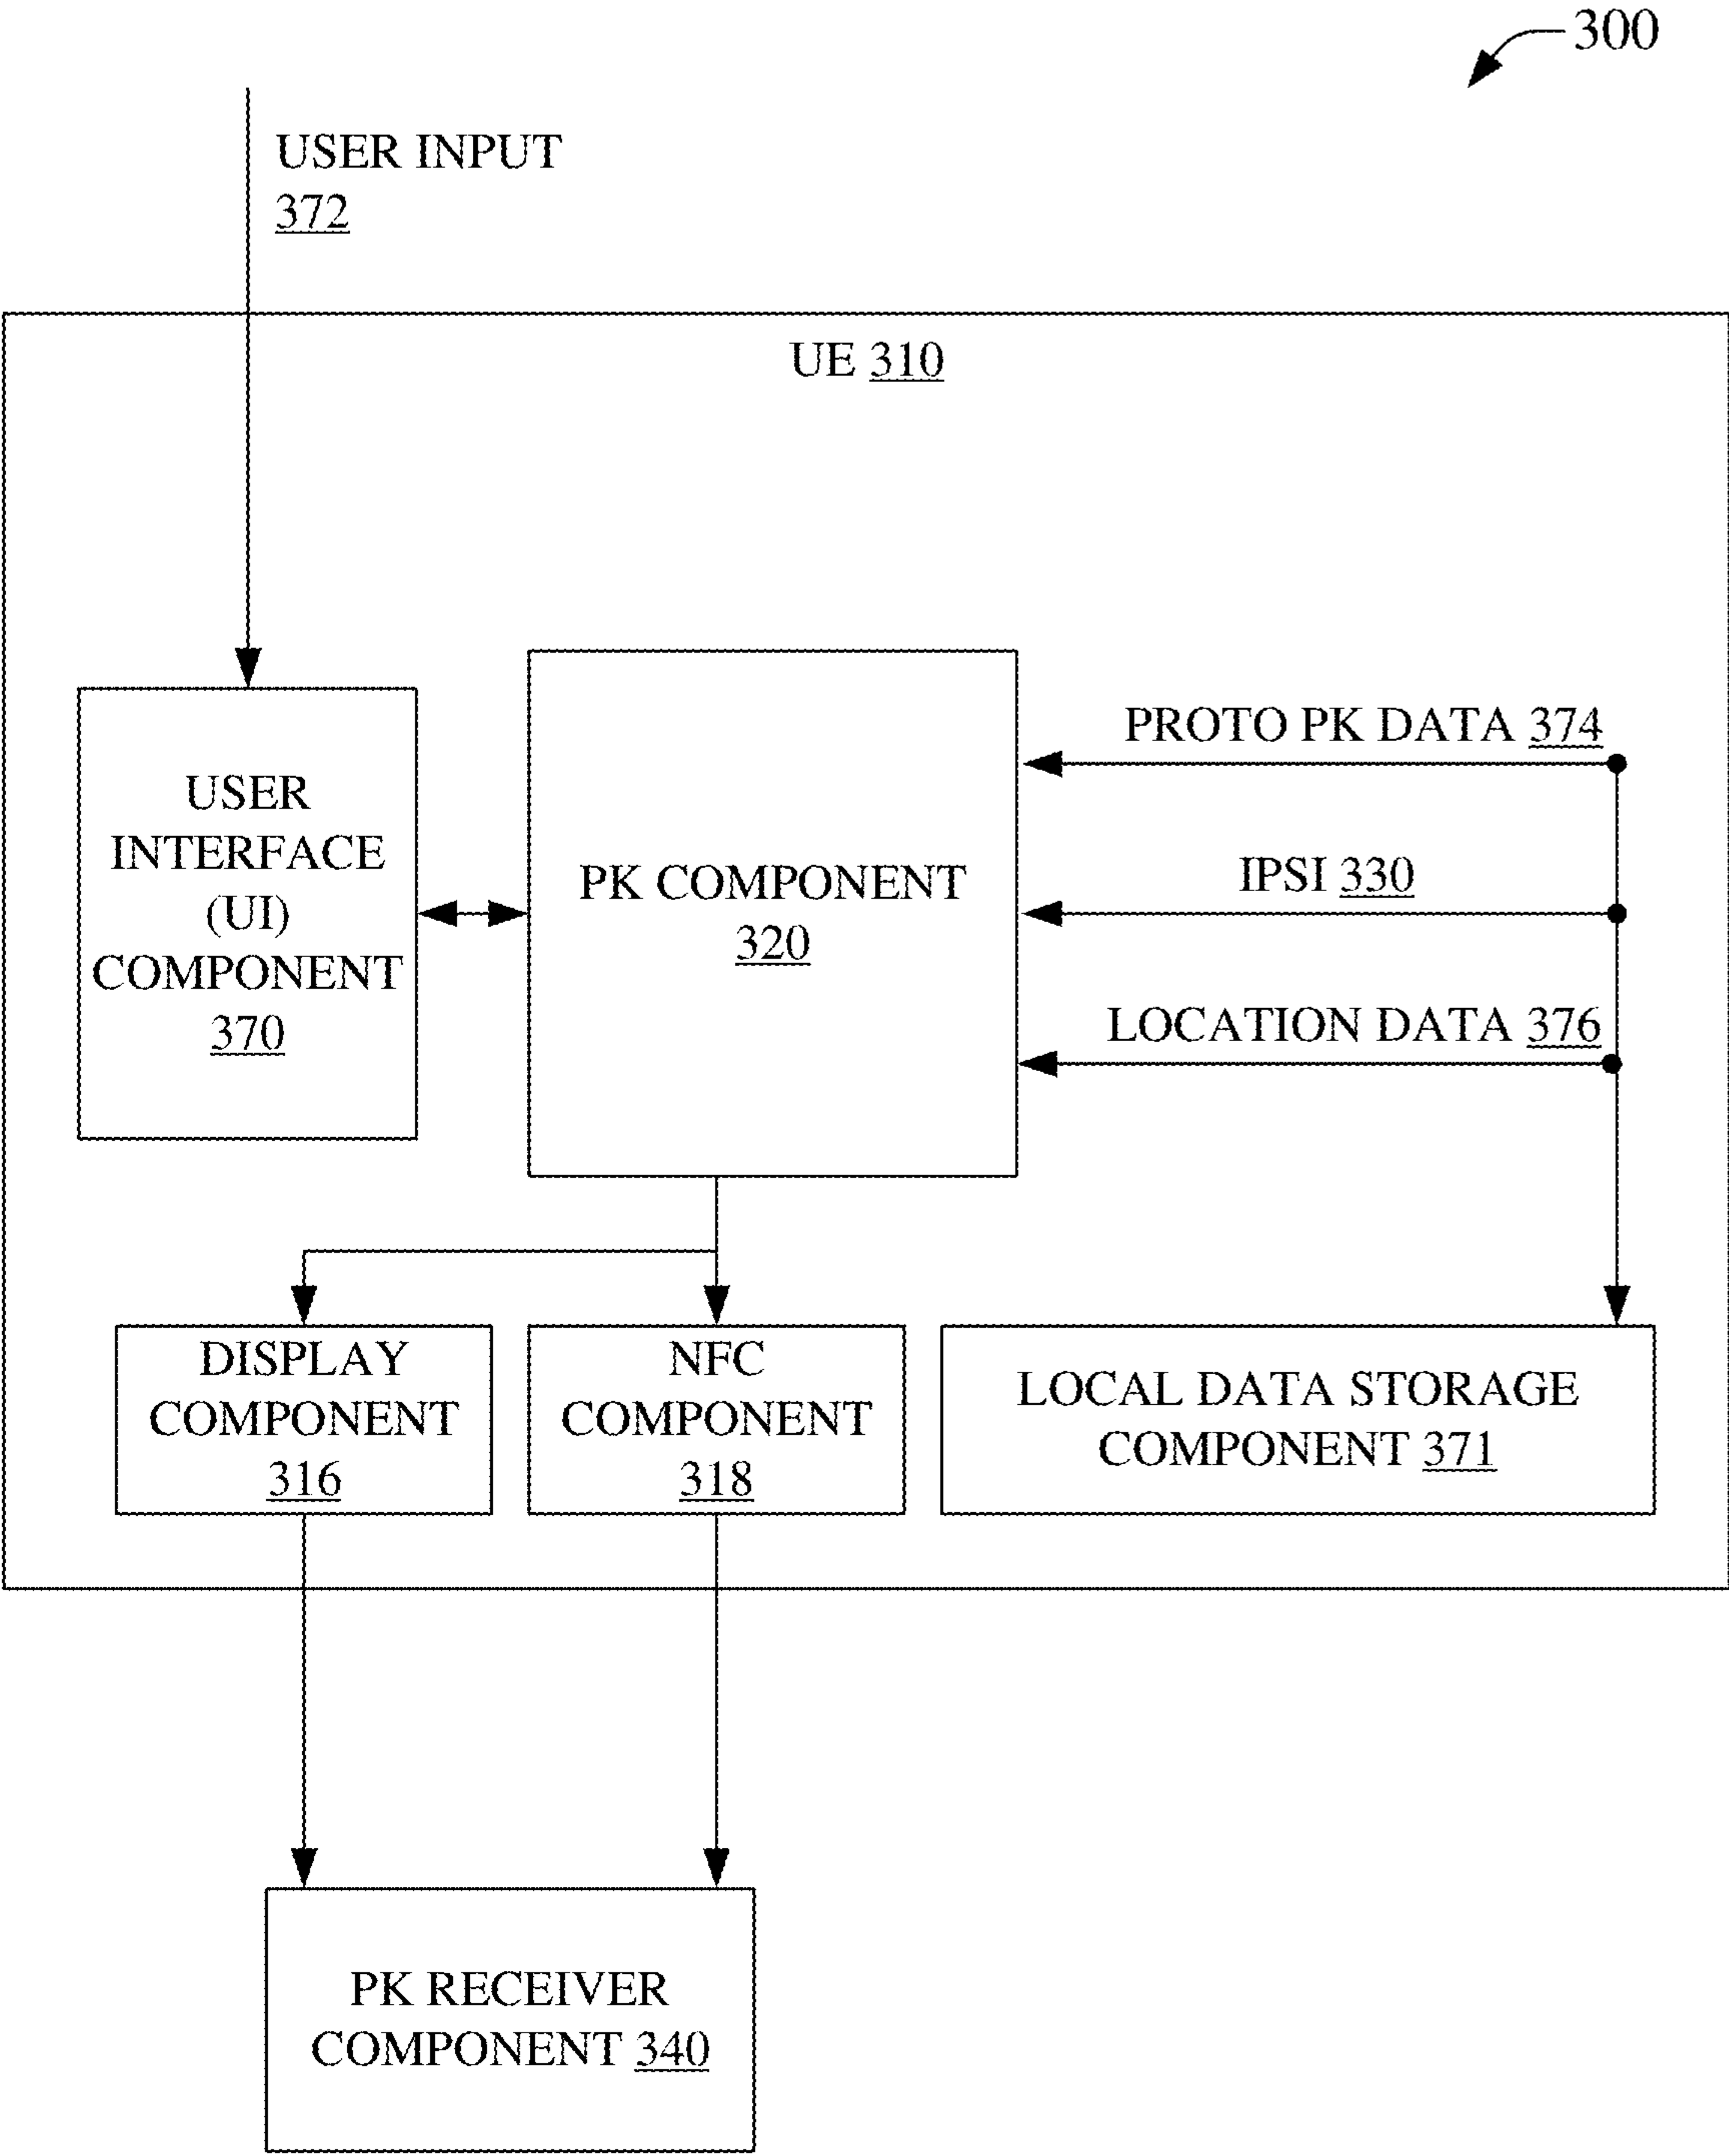 300
USER INPUT
372
UE 310
USER
INTERFACE
(UI)
COMPONENT
370
PK COMPONENT
320
PROTO PK DATA 374
IPSI 330
LOCATION DATA 376
DISPLAY
COMPONENT
316
NFC
COMPONENT
318
LOCAL DATA STORAGE
COMPONENT 371
PK RECEIVER
COMPONENT 340